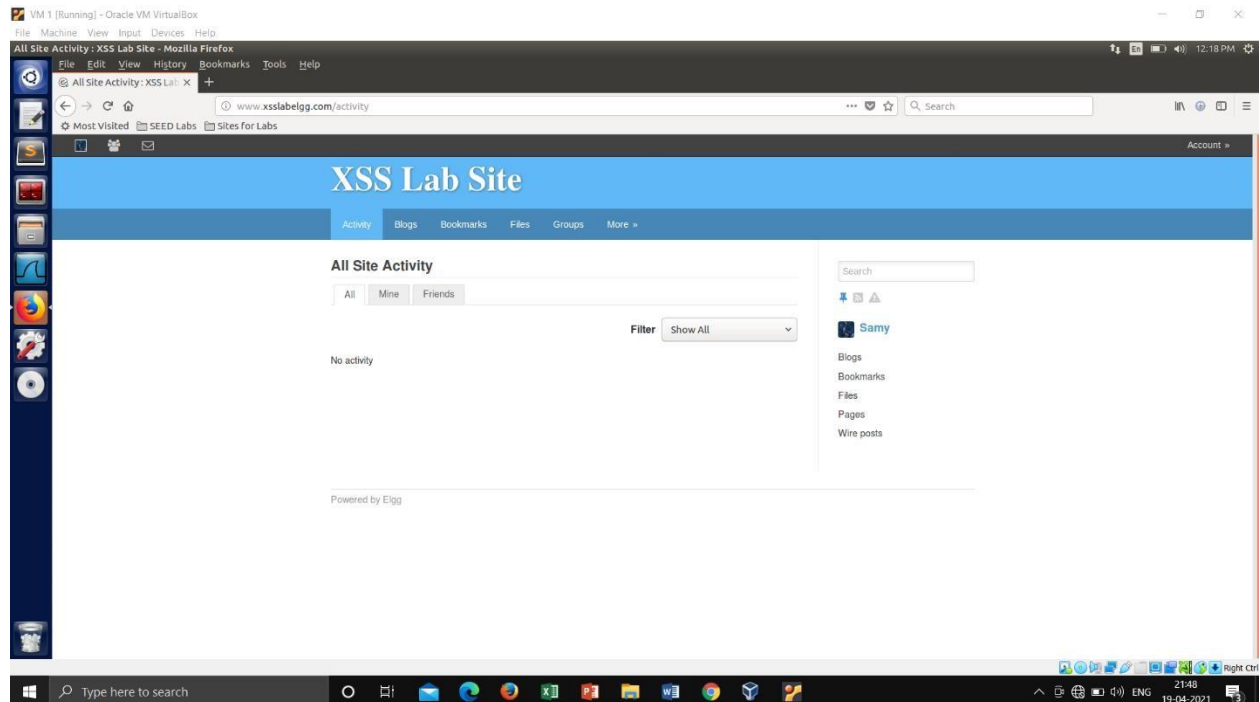 VM 1 [Running] - Oracle VM VirtualBox
File Machine View Input Devices Help
All Site Activity : XSS Lab Site - Mozilla Firefox
En 12:18 PM
File Edit View History Bookmarks Tools Help
All Site Activity : XSS Lab
www.xsslabelgg.com/activity
Search
Most Visited SEED Labs Sites for Labs
Account »
XSS Lab Site
Activity Blogs Bookmarks Files Groups More »
All Site Activity
Search
All Mine Friends
Filter Show All
Samy
No activity
Blogs
Bookmarks
Files
Pages
Wire posts
Powered by Elgg
Right Ctrl
Type here to search
ENG
21:48
19-04-2021